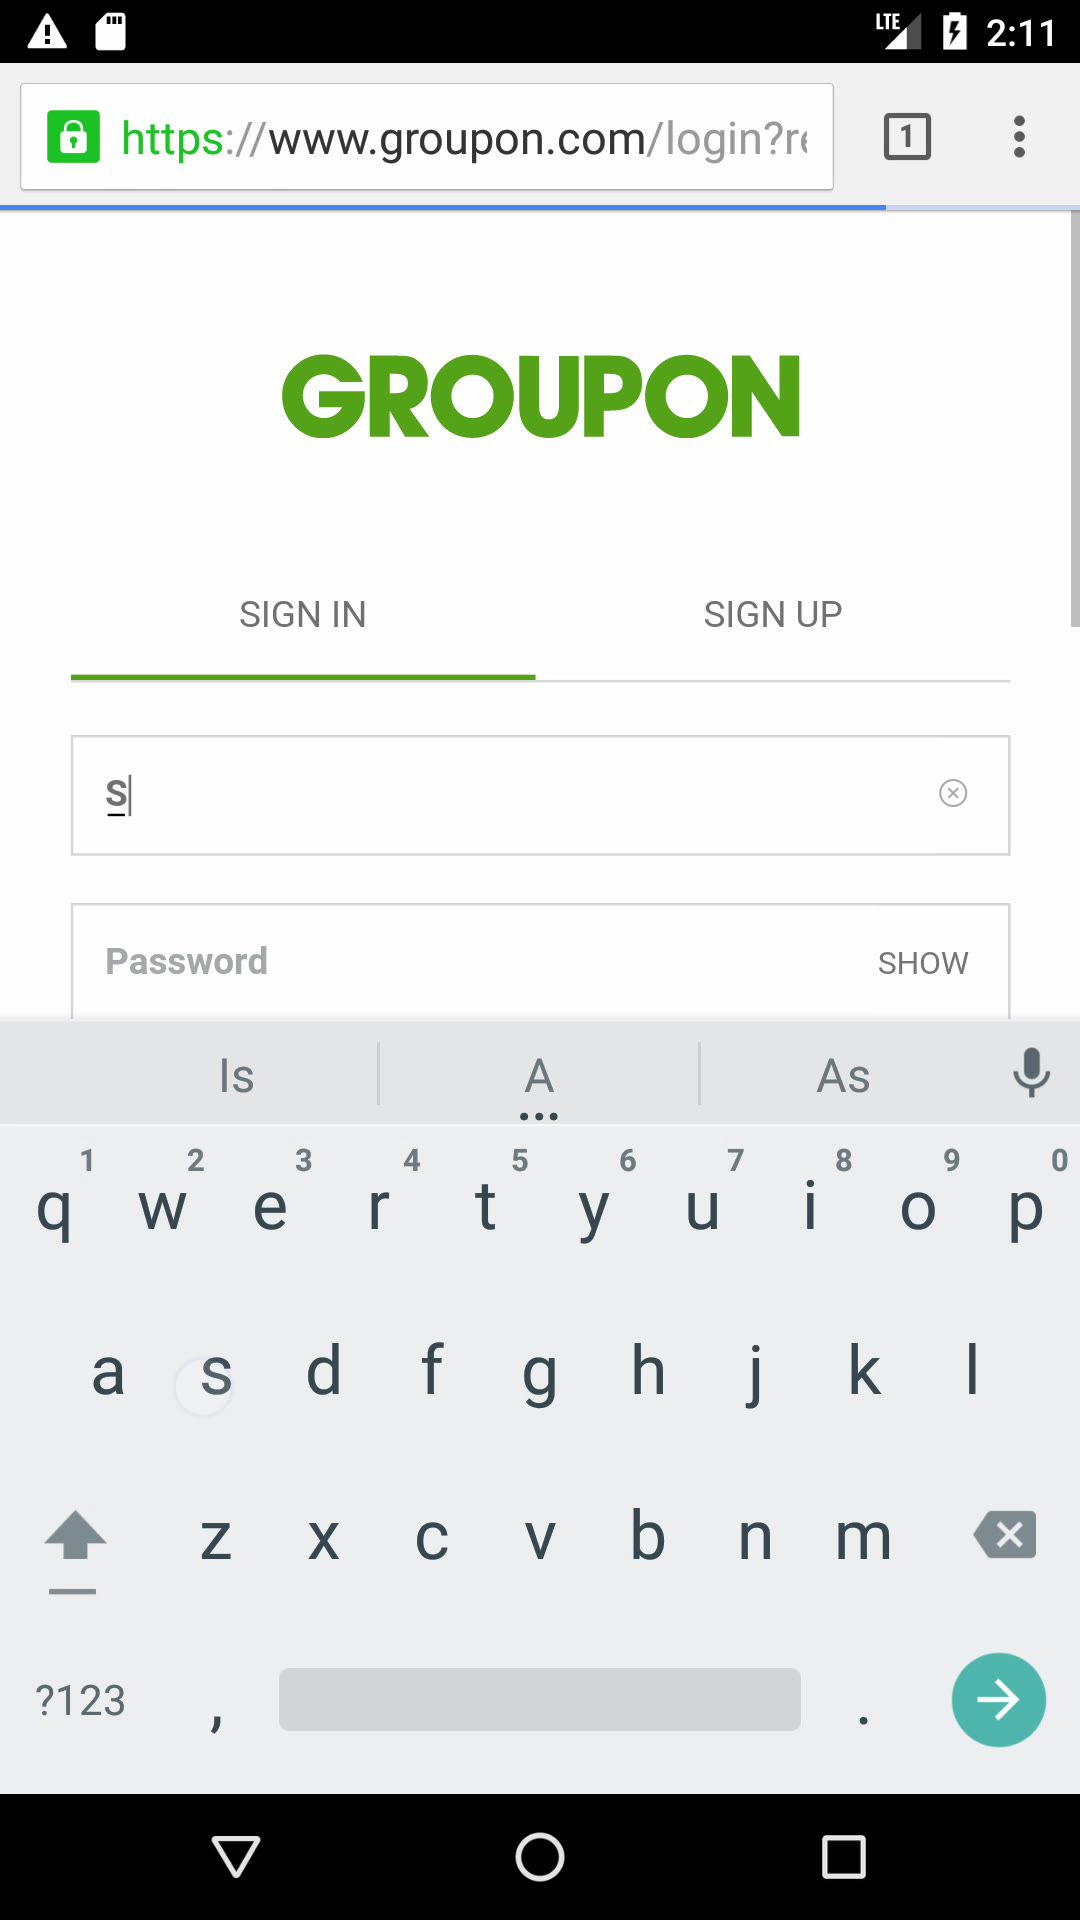 LTE 2:11
https://www.groupon.com/login?re
1
GROUPON
SIGN IN SIGN UP
S
Password SHOW
Is A As
1 2 3 4 5 6 7 8 9 0
q w e r t y u i o p
a s d f g h j k l
z x c v b n m
?123 , .